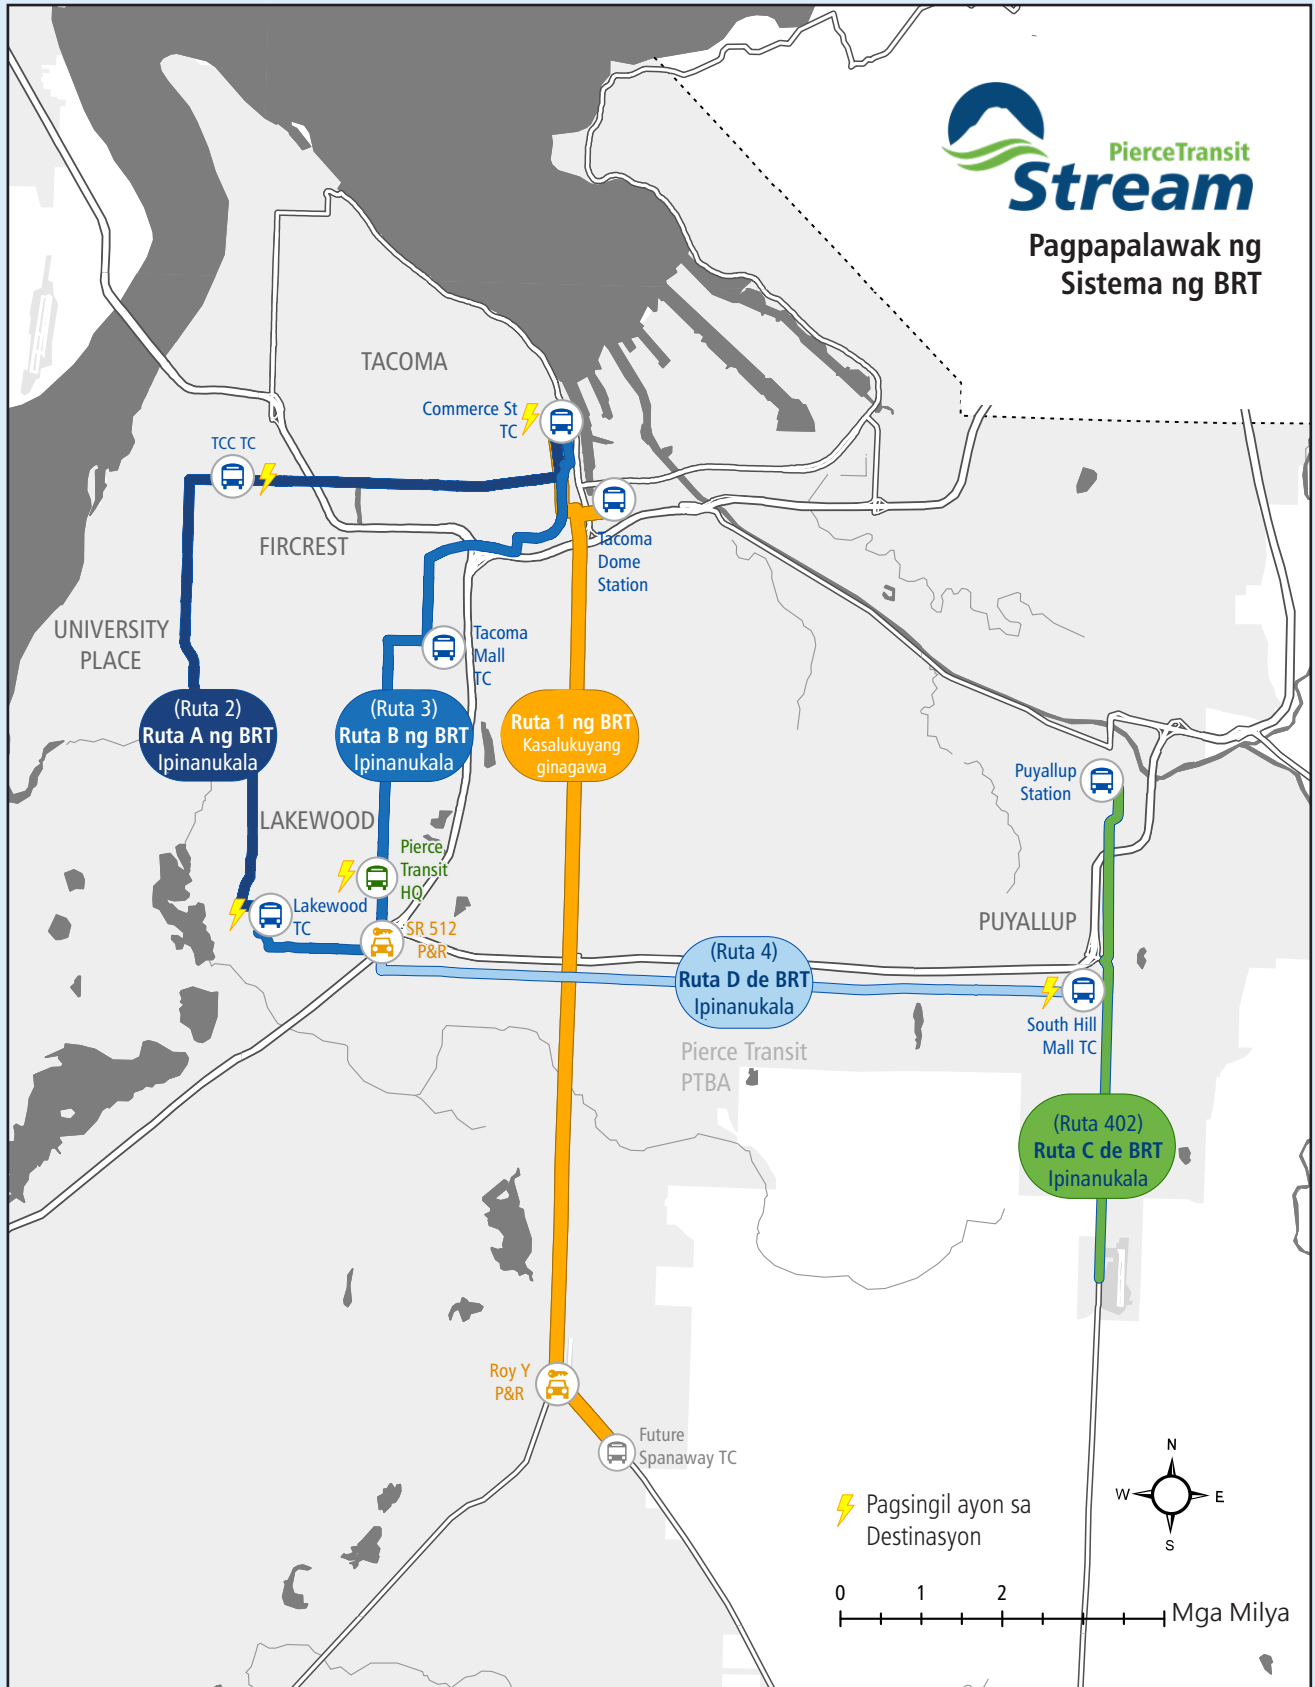 PierceTransit
Stream
Pagpapalawak ng
Sistema ng BRT
TACOMA
Commerce St
TC
TCC TC
FIRCREST
Tacoma
Dome
Station
UNIVERSITY
PLACE
Tacoma
Mall
TC
(Ruta 2)
Ruta A ng BRT
Ipinanukala
(Ruta 3)
Ruta B ng BRT
Ipinanukala
Ruta 1 ng BRT
Kasalukuyang
ginagawa
Puyallup
Station
LAKEWOOD
Pierce
Transit
HQ
Lakewood
TC
SR 512
P&R
PUYALLUP
(Ruta 4)
Ruta D de BRT
Ipinanukala
South Hill
Mall TC
Pierce Transit
PTBA
(Ruta 402)
Ruta C de BRT
Ipinanukala
Roy Y
P&R
Future
Spanaway TC
Pagsingil ayon sa
Destinasyon
N
W
E
S
0 1 2
Mga Milya